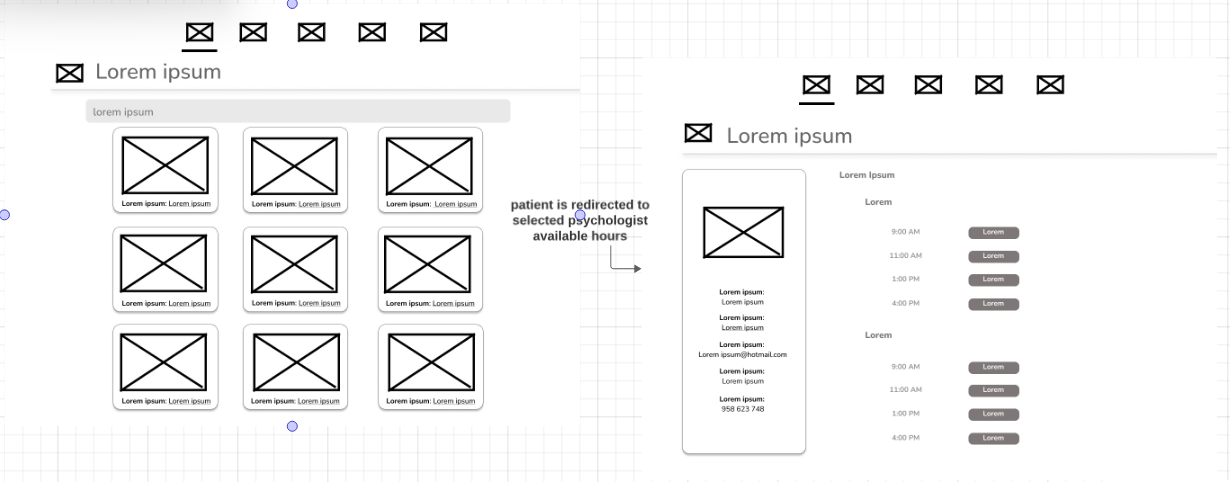 Lorem ipsum
lorem ipsum
Lorem ipsum: Lorem ipsum
Lorem ipsum: Lorem ipsum
Lorem ipsum: Lorem ipsum
Lorem ipsum: Lorem ipsum
Lorem ipsum: Lorem ipsum
Lorem ipsum: Lorem ipsum
Lorem ipsum: Lorem ipsum
Lorem ipsum: Lorem ipsum
Lorem ipsum: Lorem ipsum
patient is redirected to
selected psychologist
available hours
Lorem ipsum
Lorem ipsum:
Lorem ipsum
Lorem ipsum:
Lorem ipsum
Lorem ipsum:
Lorem ipsum@hotmail.com
Lorem ipsum:
Lorem ipsum
Lorem ipsum:
958 623 748
Lorem Ipsum
Lorem
9:00 AM Lorem
11:00 AM Lorem
1:00 PM Lorem
4:00 PM Lorem
Lorem
9:00 AM Lorem
11:00 AM Lorem
1:00 PM Lorem
4:00 PM Lorem